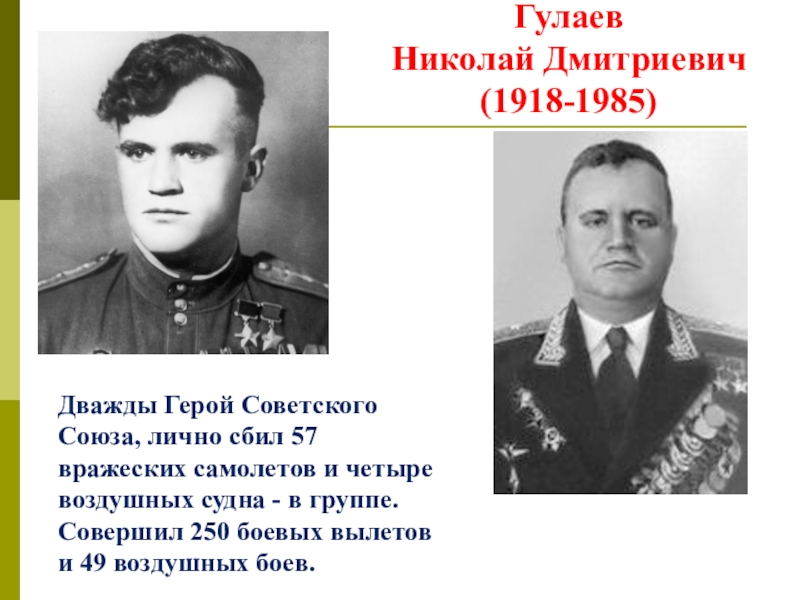 Гулаев
Николай Дмитриевич
(1918-1985)
Дважды Герой Советского
Союза, лично сбил 57
вражеских самолетов и четыре
воздушных судна - в группе.
Совершил 250 боевых вылетов
и 49 воздушных боев.